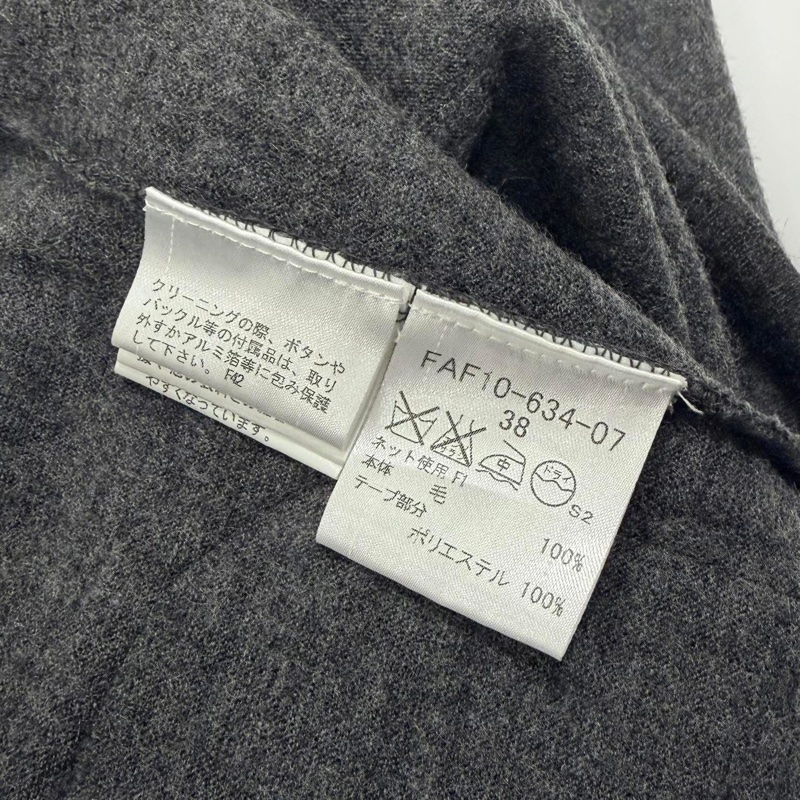 クリーニングの際、ボタンや
バックル等の付属品は、取り
外すかアルミ箔等に包み保護
して下さい。 F42
やすくなっています。
FAF10-634-07
38
中 ドライ
ネット使用 F1 S2
本体 毛 100%
テープ部分
ポリエステル 100%